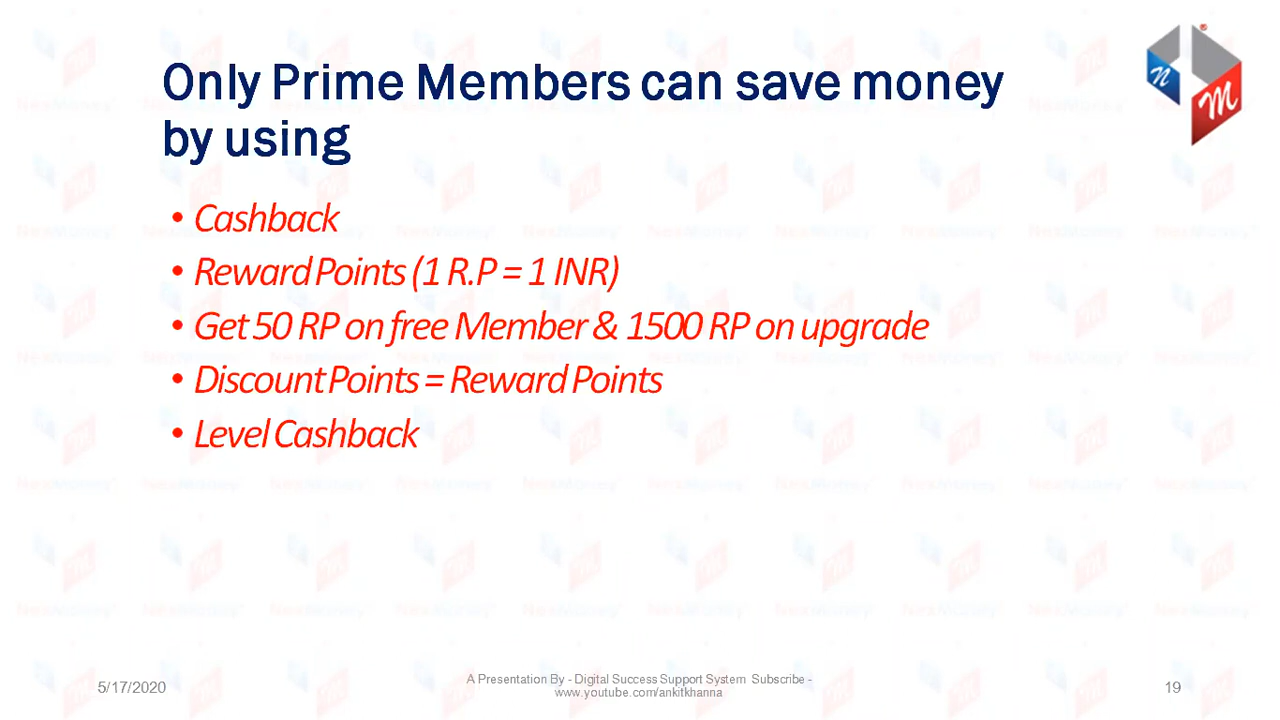 Only Prime Members can save money
by using
n
M
• Cashback
• Reward Points (1 R.P = 1 INR)
• Get 50 RP on free Member & 1500 RP on upgrade
• Discount Points = Reward Points
• Level Cashback
5/17/2020
A Presentation By - Digital Success Support System Subscribe -
www.youtube.com/ankitkhanna
19